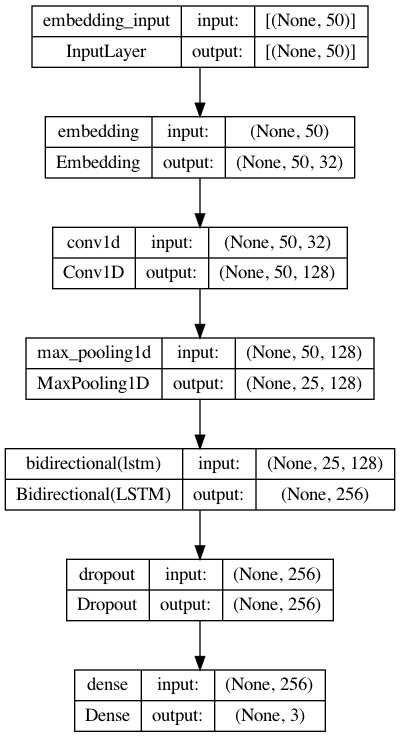 embedding_input input: [(None, 50)]
InputLayer output: [(None, 50)]
embedding input: (None, 50)
Embedding output: (None, 50, 32)
conv1d input: (None, 50, 32)
Conv1D output: (None, 50, 128)
max_pooling1d input: (None, 50, 128)
MaxPooling1D output: (None, 25, 128)
bidirectional(lstm) input: (None, 25, 128)
Bidirectional(LSTM) output: (None, 256)
dropout input: (None, 256)
Dropout output: (None, 256)
dense input: (None, 256)
Dense output: (None, 3)